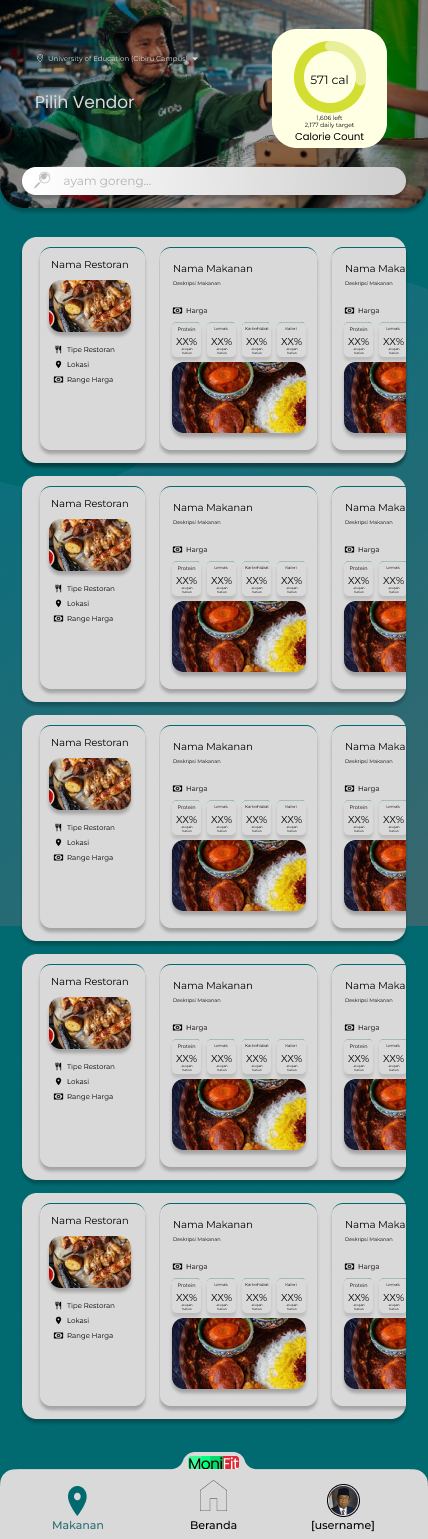 University of Education (Cibiru Campus)
Grab
Pilih Vendor
571 cal
1,606 left
2,177 daily target
Calorie Count
ayam goreng...
Nama Restoran
Tipe Restoran
Lokasi
Range Harga
Nama Makanan
Deskripsi Makanan
Harga
Protein Lemak Karbohidrat Kalori
XX% XX% XX% XX%
Nama Maka
Deskripsi Makanan
Harga
Protein Lemak
XX% XX%
Nama Restoran
Tipe Restoran
Lokasi
Range Harga
Nama Makanan
Deskripsi Makanan
Harga
Protein Lemak Karbohidrat Kalori
XX% XX% XX% XX%
Nama Maka
Deskripsi Makanan
Harga
Protein Lemak
XX% XX%
Nama Restoran
Tipe Restoran
Lokasi
Range Harga
Nama Makanan
Deskripsi Makanan
Harga
Protein Lemak Karbohidrat Kalori
XX% XX% XX% XX%
Nama Maka
Deskripsi Makanan
Harga
Protein Lemak
XX% XX%
Nama Restoran
Tipe Restoran
Lokasi
Range Harga
Nama Makanan
Deskripsi Makanan
Harga
Protein Lemak Karbohidrat Kalori
XX% XX% XX% XX%
Nama Maka
Deskripsi Makanan
Harga
Protein Lemak
XX% XX%
Nama Restoran
Tipe Restoran
Lokasi
Range Harga
Nama Makanan
Deskripsi Makanan
Harga
Protein Lemak Karbohidrat Kalori
XX% XX% XX% XX%
Nama Maka
Deskripsi Makanan
Harga
Protein Lemak
XX% XX%
MoniFit
Makanan
Beranda
[username]